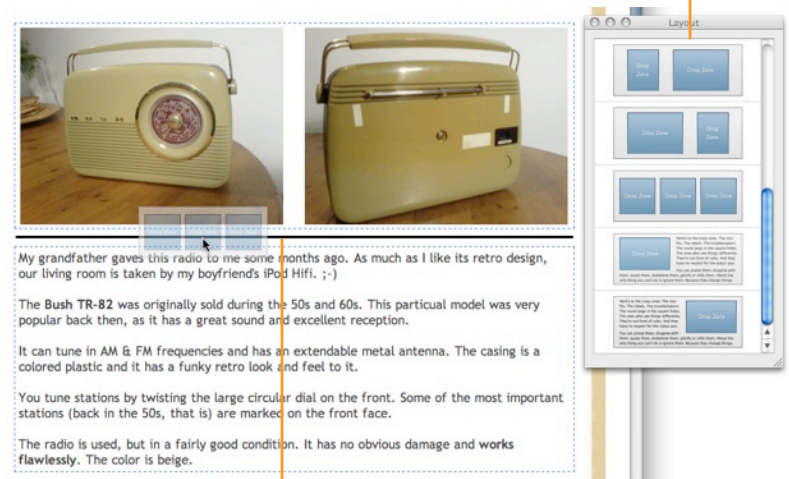 Layout
Drop
Zone
Drop Zone
Drop Zone
Drop
Zone
Drop Zone
Drop Zone
Drop Zone
Drop Zone
Drop Zone
My grandfather gaves this radio to me some months ago. As much as I like its retro design,
our living room is taken by my boyfriend's iPod Hifi. ;-)
The Bush TR-82 was originally sold during the 50s and 60s. This particual model was very
popular back then, as it has a great sound and excellent reception.
It can tune in AM & FM frequencies and has an extendable metal antenna. The casing is a
colored plastic and it has a funky retro look and feel to it.
You tune stations by twisting the large circular dial on the front. Some of the most important
stations (back in the 50s, that is) are marked on the front face.
The radio is used, but in a fairly good condition. It has no obvious damage and works
flawlessly. The color is beige.